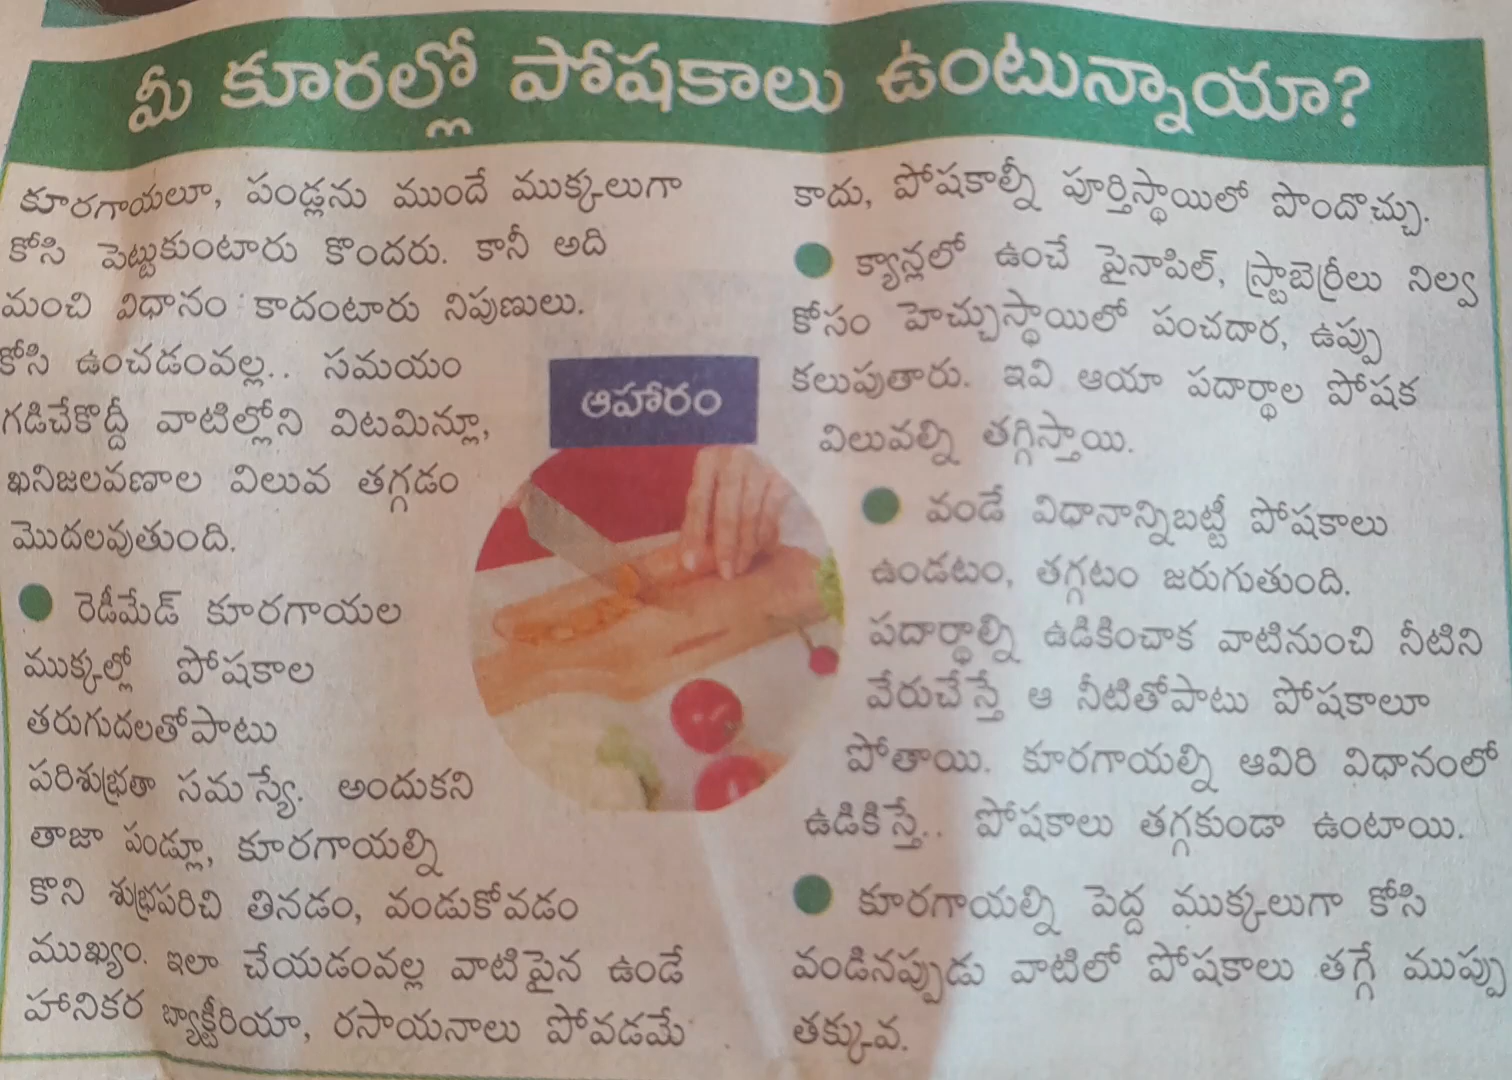 మీ కూరల్లో పోషకాలు ఉంటున్నాయా?
కూరగాయలూ, పండ్లను ముందే ముక్కలుగా
కోసి పెట్టుకుంటారు కొందరు. కానీ అది
మంచి విధానం కాదంటారు నిపుణులు.
కోసి ఉంచడంవల్ల.. సమయం
గడిచేకొద్దీ వాటిల్లోని విటమిన్లూ,
ఖనిజలవణాల విలువ తగ్గడం
మొదలవుతుంది.
● రెడీమేడ్ కూరగాయల
ముక్కల్లో పోషకాల
తరుగుదలతోపాటు
పరిశుభ్రతా సమస్యే. అందుకని
తాజా పండ్లూ, కూరగాయల్ని
కొని శుభ్రపరిచి తినడం, వండుకోవడం
ముఖ్యం. ఇలా చేయడంవల్ల వాటిపైన ఉండే
హానికర బ్యాక్టీరియా, రసాయనాలు పోవడమే
ఆహారం
కాదు, పోషకాల్నీ పూర్తిస్థాయిలో పొందొచ్చు.
● క్యాన్లలో ఉంచే పైనాపిల్, స్ట్రాబెర్రీలు నిల్వ
కోసం హెచ్చుస్థాయిలో పంచదార, ఉప్పు
కలుపుతారు. ఇవి ఆయా పదార్థాల పోషక
విలువల్ని తగ్గిస్తాయి.
● వండే విధానాన్నిబట్టీ పోషకాలు
ఉండటం, తగ్గటం జరుగుతుంది.
పదార్థాల్ని ఉడికించాక వాటినుంచి నీటిని
వేరుచేస్తే ఆ నీటితోపాటు పోషకాలూ
పోతాయి. కూరగాయల్ని ఆవిరి విధానంలో
ఉడికిస్తే.. పోషకాలు తగ్గకుండా ఉంటాయి.
● కూరగాయల్ని పెద్ద ముక్కలుగా కోసి
వండినప్పుడు వాటిలో పోషకాలు తగ్గే ముప్పు
తక్కువ.